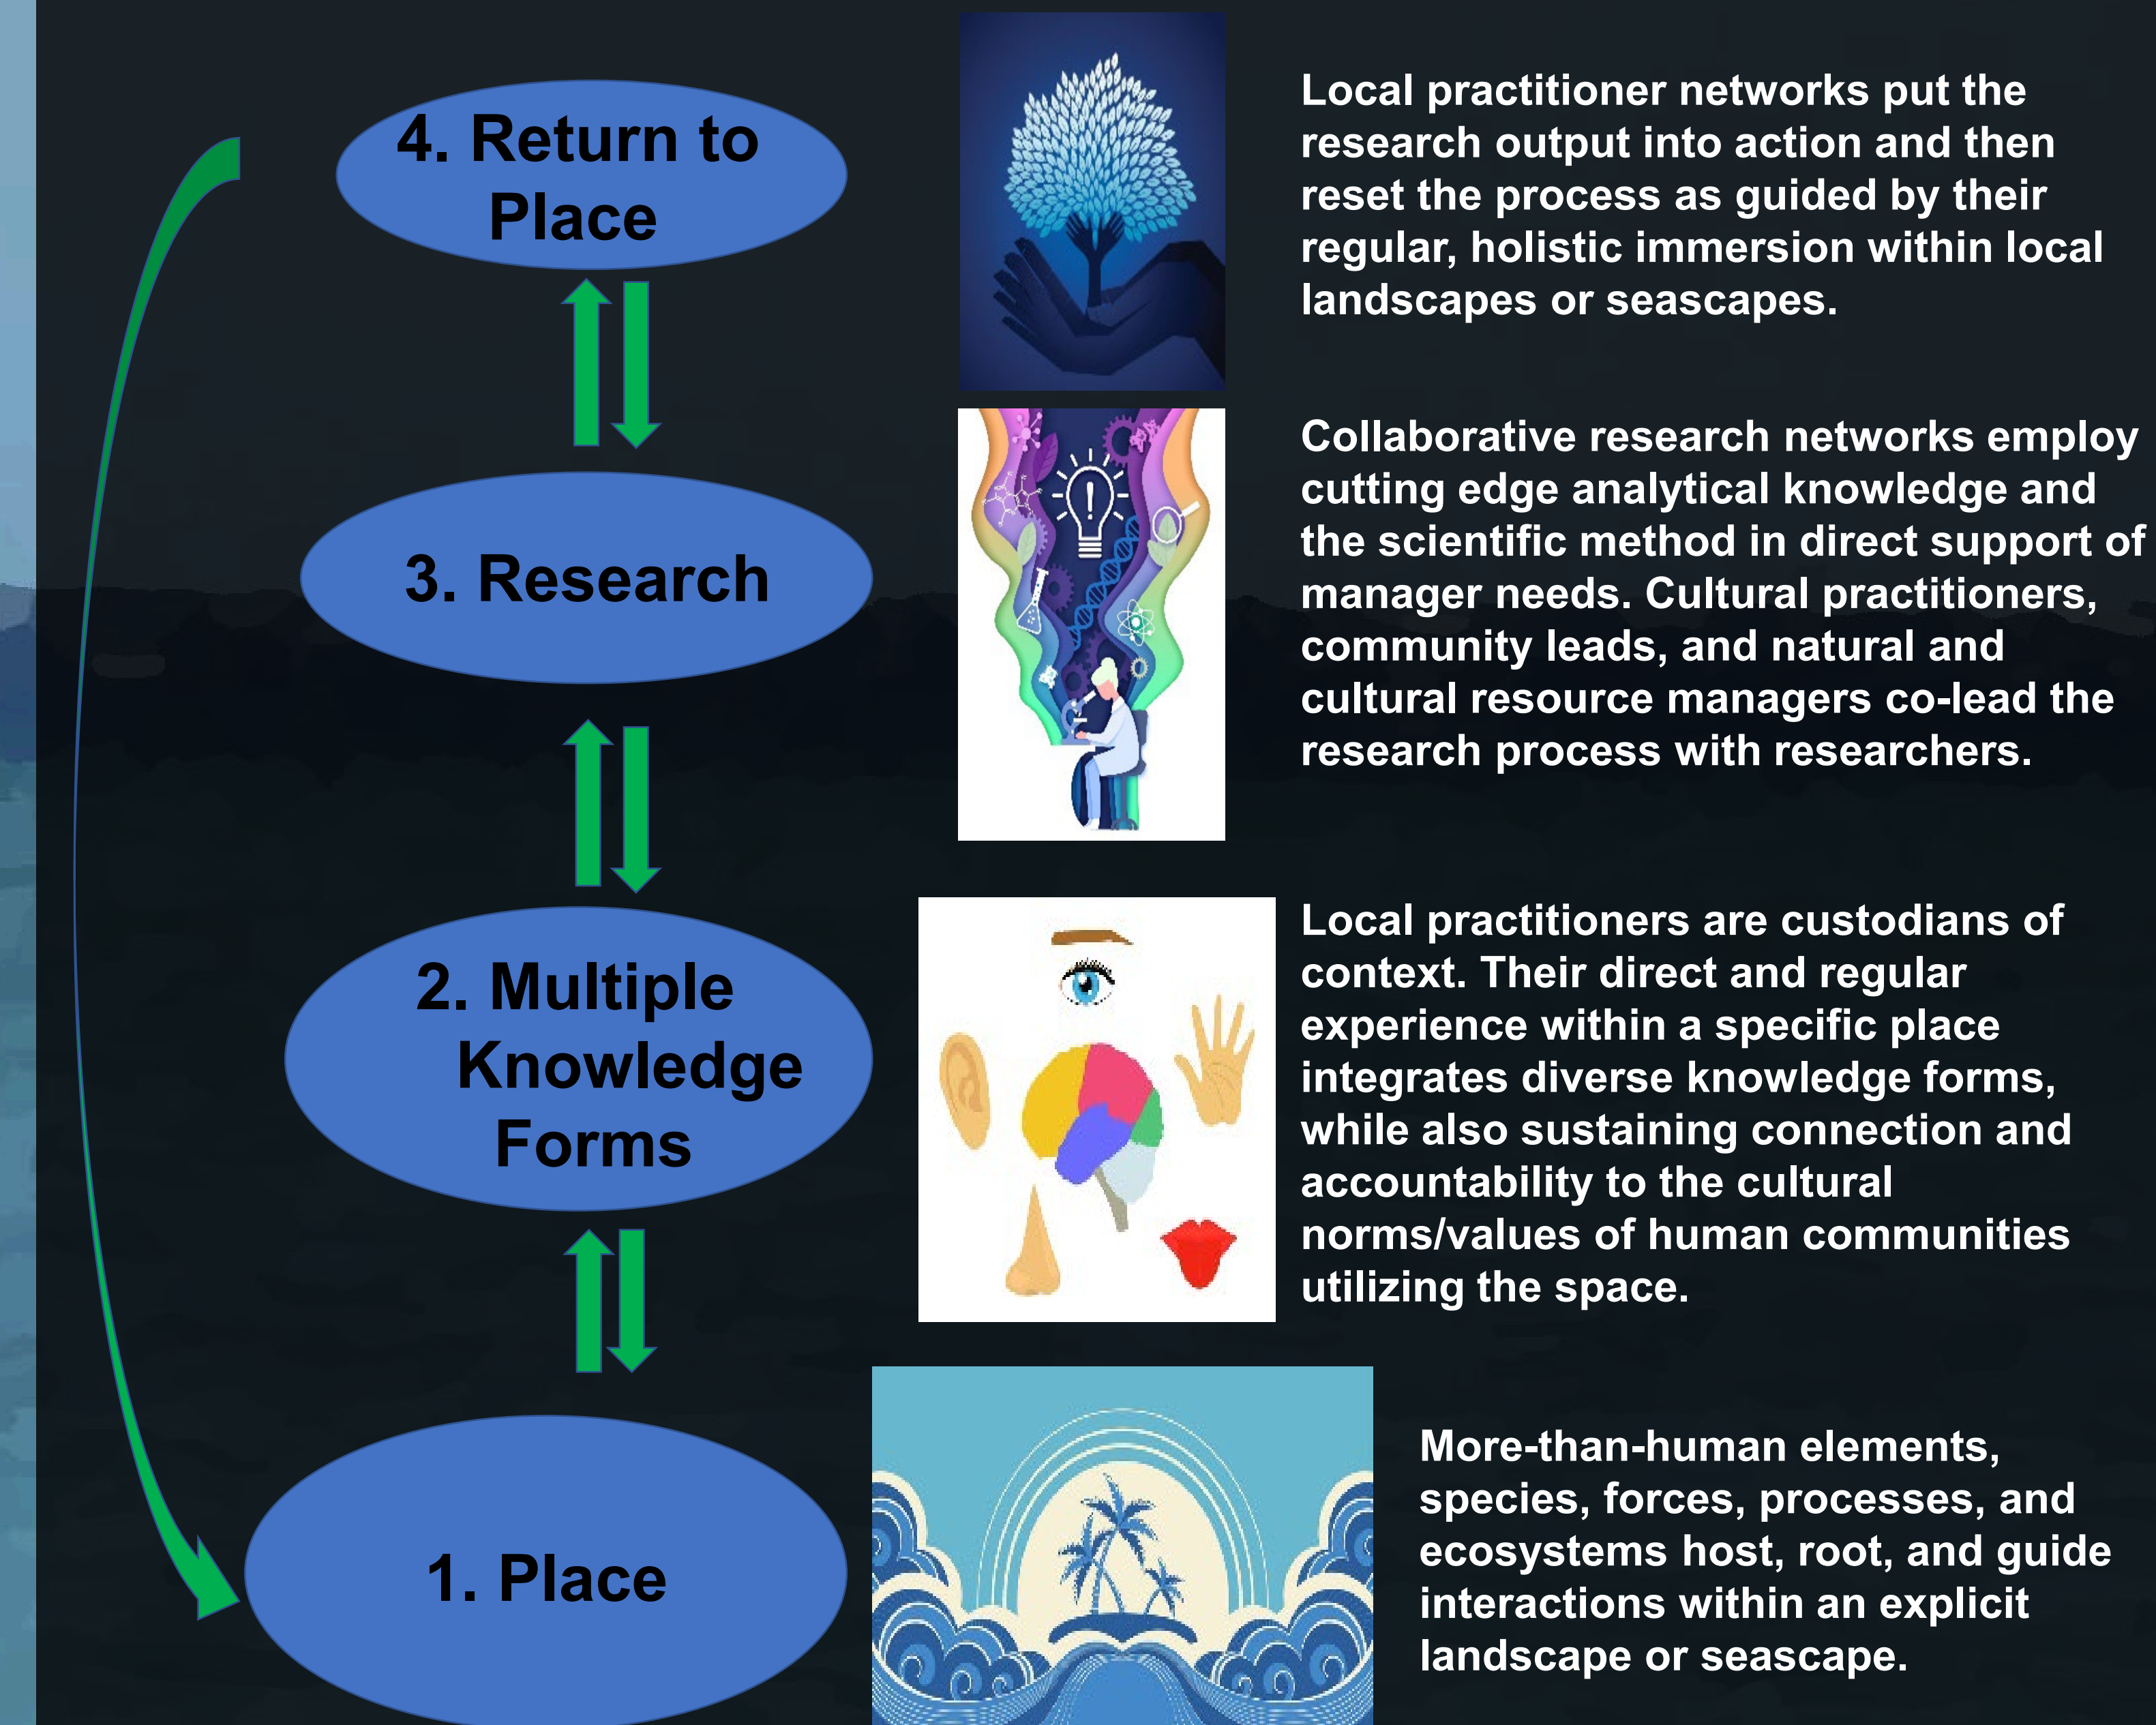 4. Return to
Place
Local practitioner networks put the
research output into action and then
reset the process as guided by their
regular, holistic immersion within local
landscapes or seascapes.
3. Research
Collaborative research networks employ
cutting edge analytical knowledge and
the scientific method in direct support of
manager needs. Cultural practitioners,
community leads, and natural and
cultural resource managers co-lead the
research process with researchers.
2. Multiple
Knowledge
Forms
Local practitioners are custodians of
context. Their direct and regular
experience within a specific place
integrates diverse knowledge forms,
while also sustaining connection and
accountability to the cultural
norms/values of human communities
utilizing the space.
1. Place
More-than-human elements,
species, forces, processes, and
ecosystems host, root, and guide
interactions within an explicit
landscape or seascape.